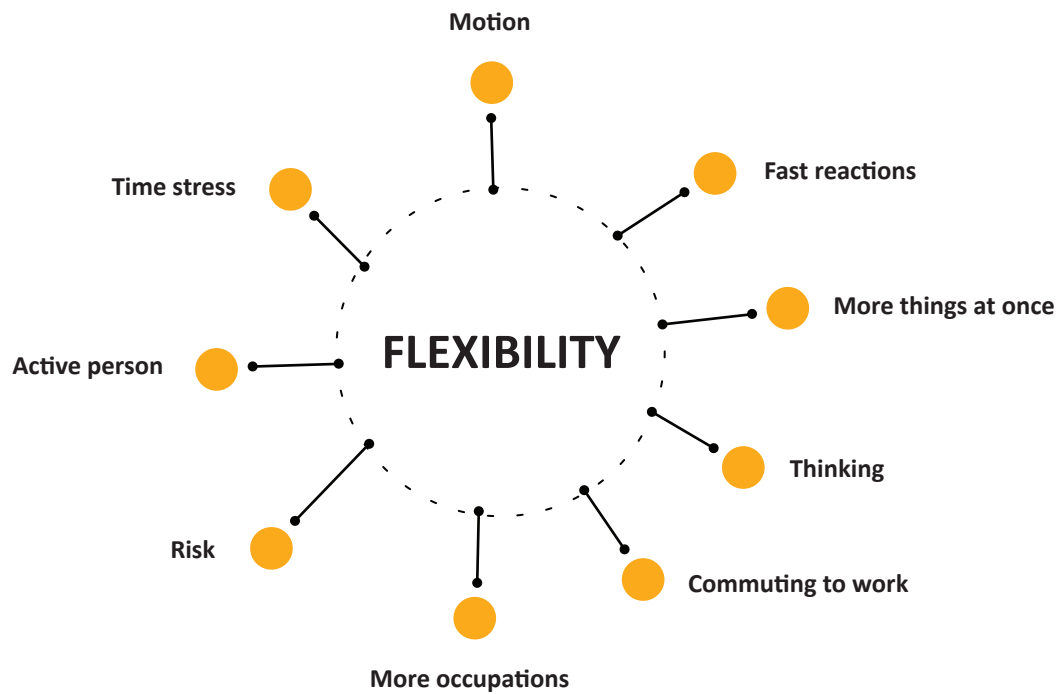 Motion
Fast reactions
Time stress
More things at once
FLEXIBILITY
Active person
Thinking
Risk
Commuting to work
More occupations